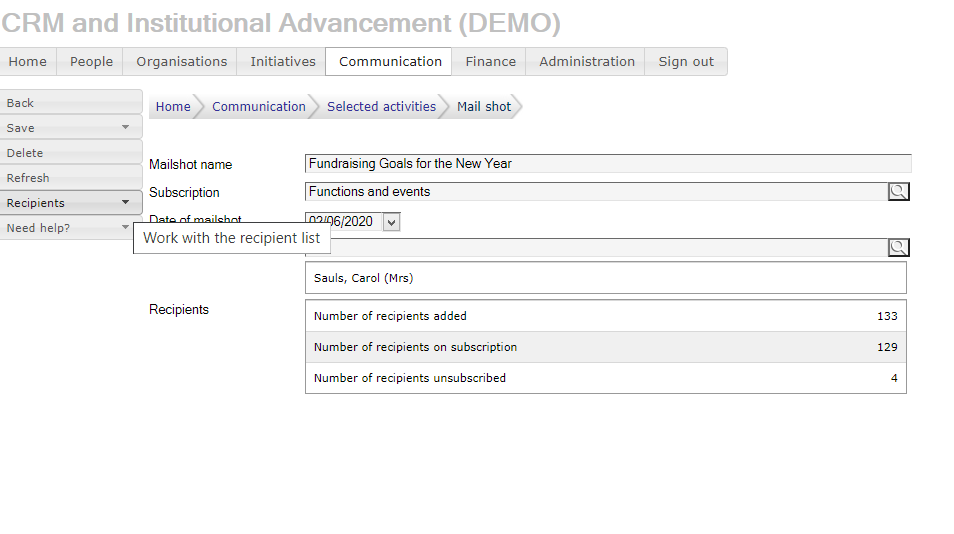 CRM and Institutional Advancement (DEMO)
Home People Organisations Initiatives Communication Finance Administration Sign out
Back
Save
Delete
Refresh
Recipients
Need help?
Home Communication Selected activities Mail shot
Mailshot name Fundraising Goals for the New Year
Subscription Functions and events
Date of mailshot 02/06/2020
Work with the recipient list
Sauls, Carol (Mrs)
Recipients
Number of recipients added 133
Number of recipients on subscription 129
Number of recipients unsubscribed 4